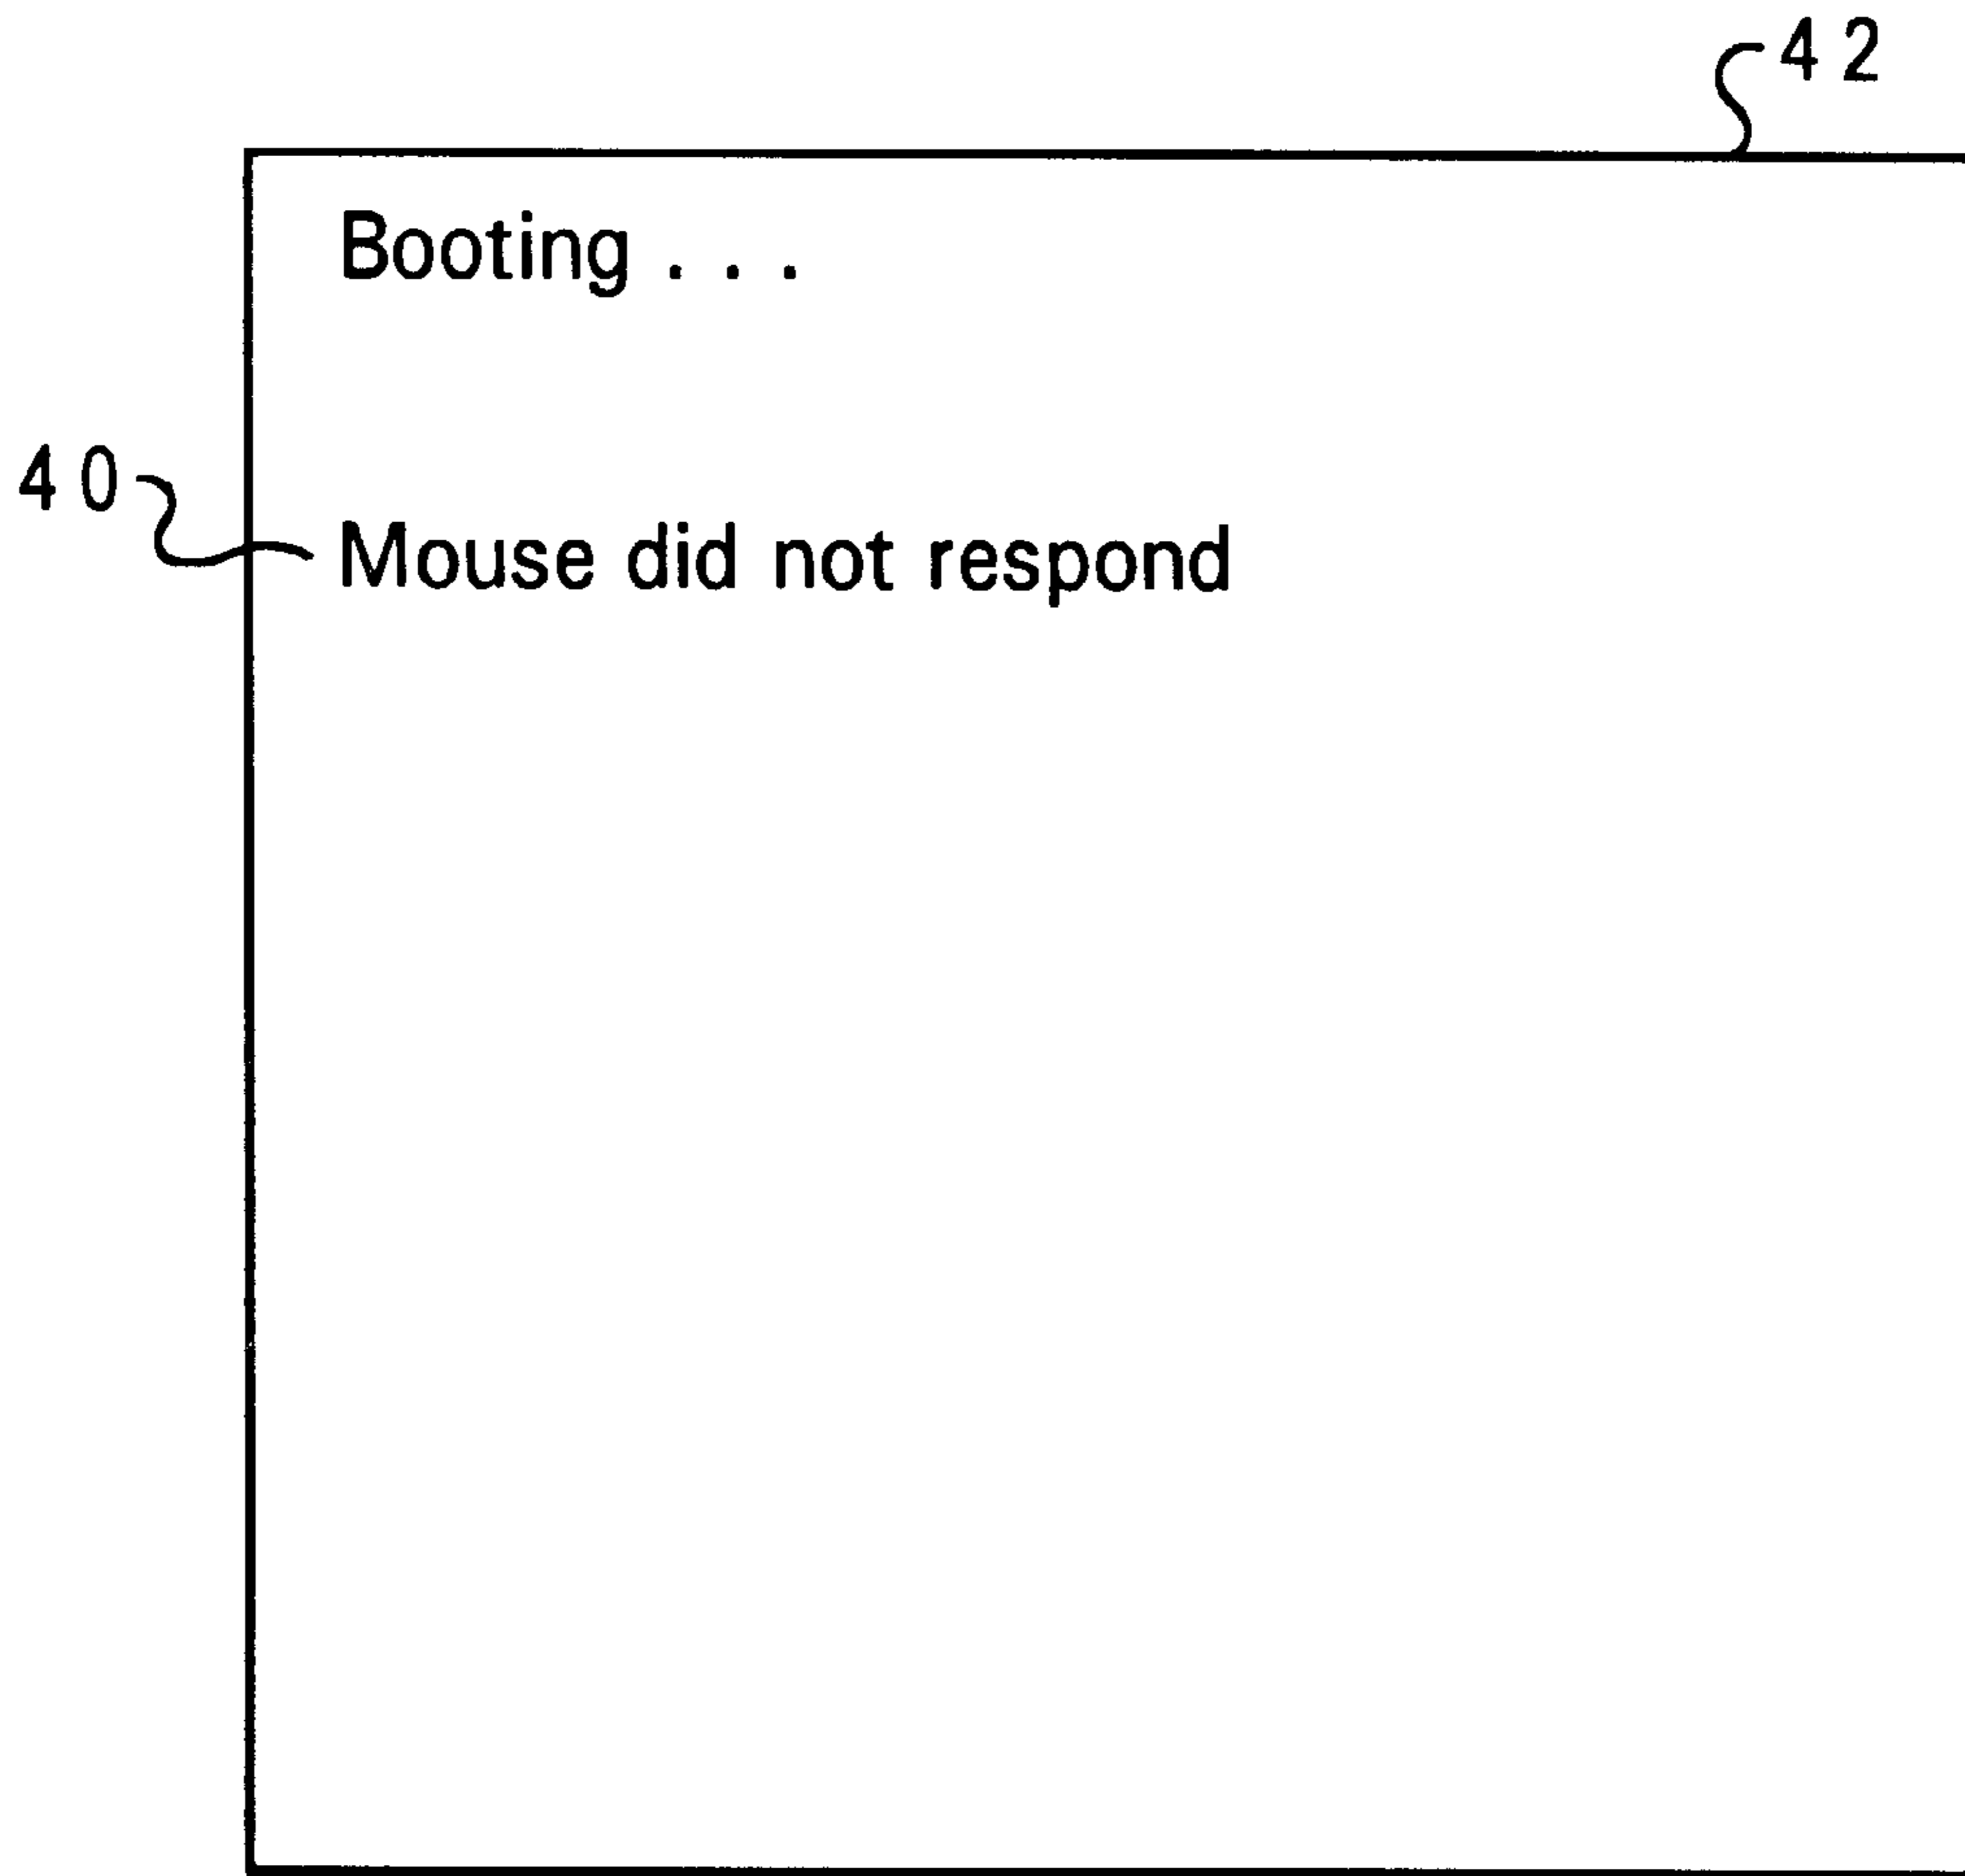 42
Booting . . .
40
Mouse did not respond